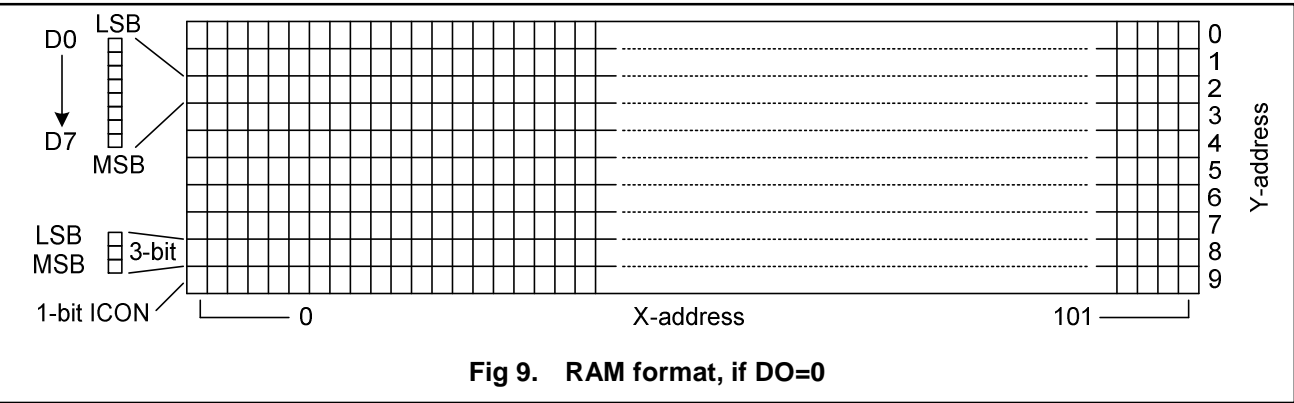 LSB
D0
D7
MSB
LSB
3-bit
MSB
1-bit ICON
0
1
2
3
4
5
6
7
8
9
Y-address
0
X-address
101
Fig 9. RAM format, if DO=0